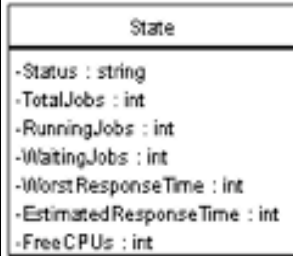 State
-Status : string
-TotalJobs : int
-RunningJobs : int
-WaitingJobs : int
-WorstResponseTime : int
-EstimatedResponseTime : int
-FreeCPUs : int